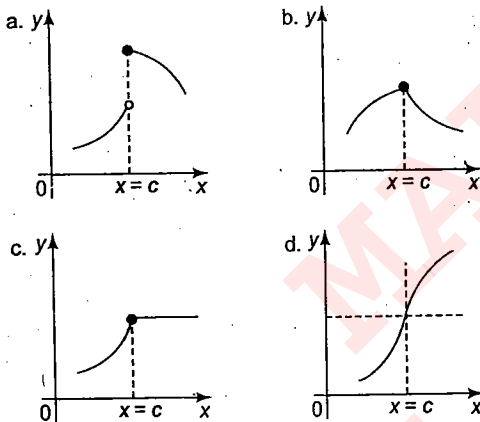 a. y
0 x = c x
b. y
0 x = c x
c. y
0 x = c x
d. y
0 x = c x